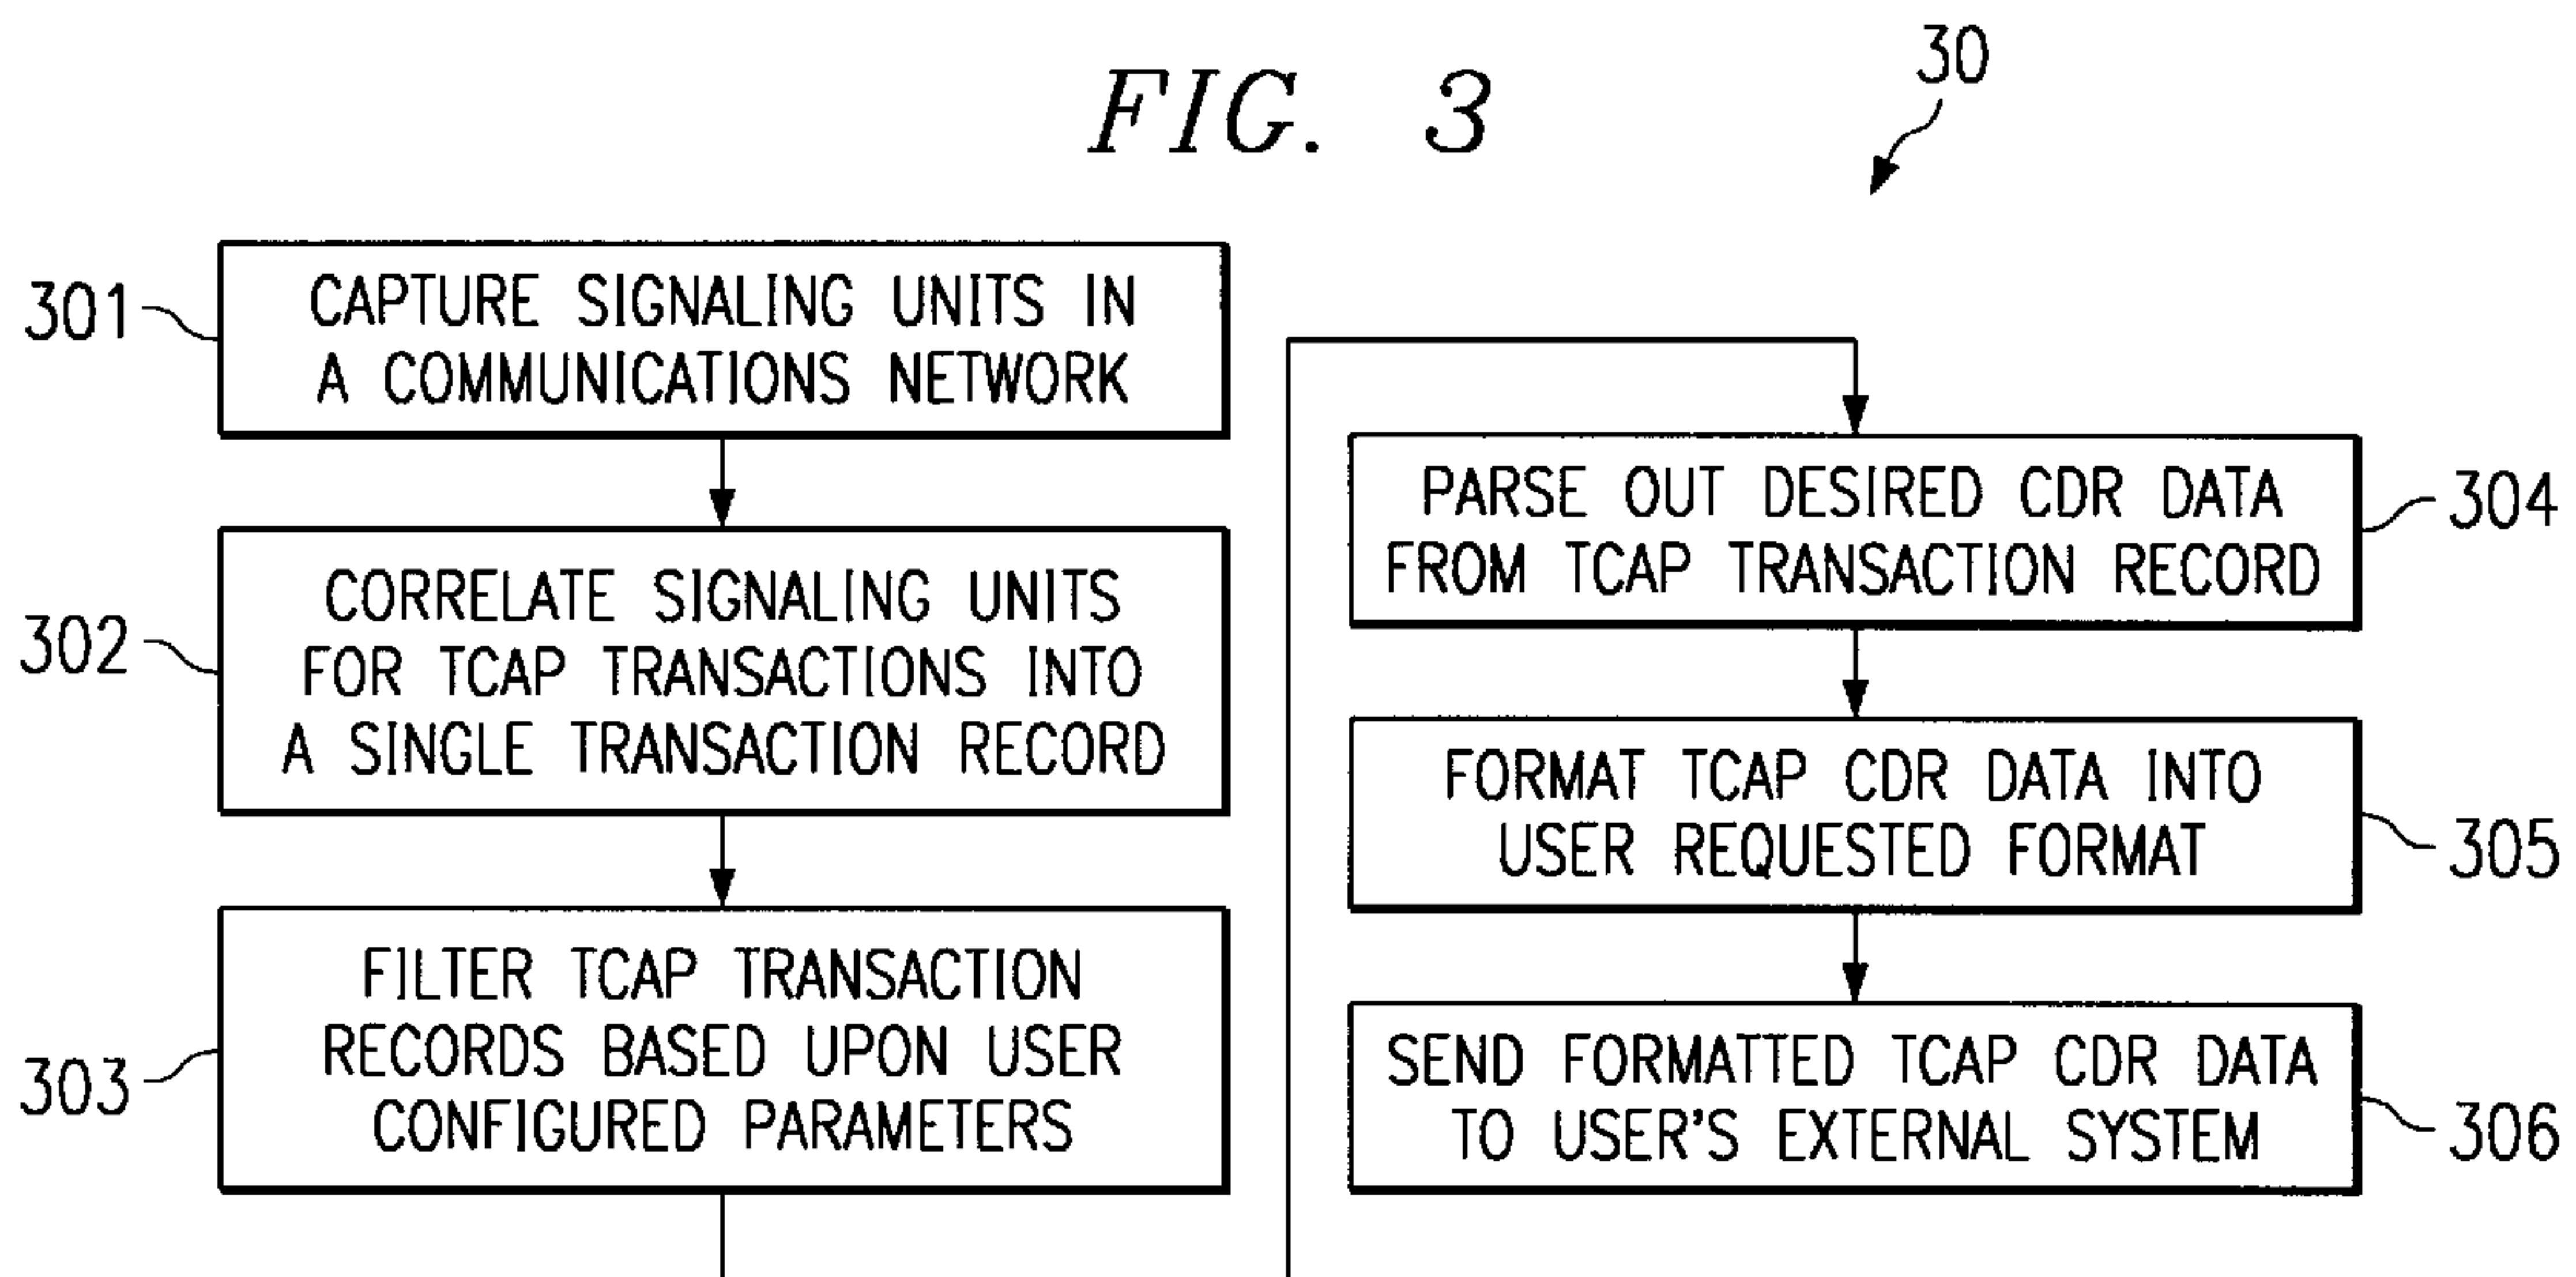 FIG. 3
30
301
CAPTURE SIGNALING UNITS IN
A COMMUNICATIONS NETWORK
302
CORRELATE SIGNALING UNITS
FOR TCAP TRANSACTIONS INTO
A SINGLE TRANSACTION RECORD
303
FILTER TCAP TRANSACTION
RECORDS BASED UPON USER
CONFIGURED PARAMETERS
PARSE OUT DESIRED CDR DATA
FROM TCAP TRANSACTION RECORD
304
FORMAT TCAP CDR DATA INTO
USER REQUESTED FORMAT
305
SEND FORMATTED TCAP CDR DATA
TO USER'S EXTERNAL SYSTEM
306